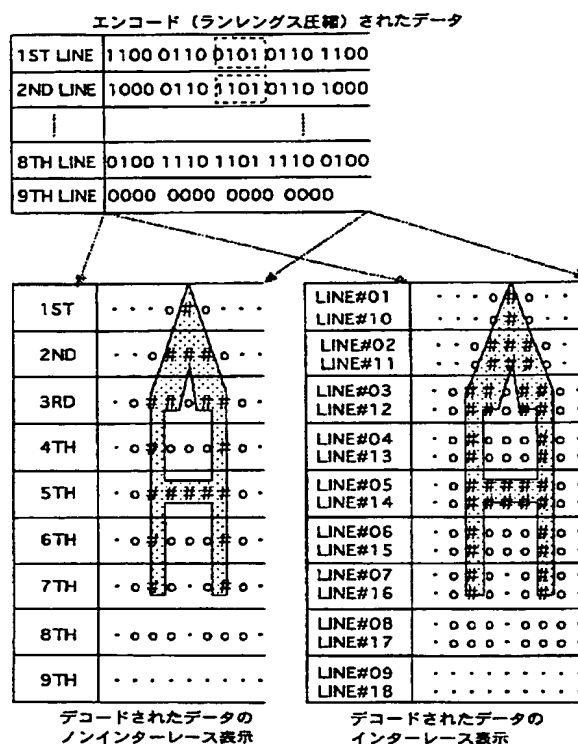 エンコード（ランレングス圧縮）されたデータ
1ST LINE 1100 0110 0101 0110 1100
2ND LINE 1000 0110 1101 0110 1000
8TH LINE 0100 1110 1101 1110 0100
9TH LINE 0000 0000 0000 0000
1ST · · · o # o · · ·
2ND · · o # # # o · ·
3RD · o # # o # # o ·
4TH · o # o o o # o ·
5TH · o # # # # # o ·
6TH · o # o o o # o ·
7TH · o # o · o # o ·
8TH · o o o · o o o ·
9TH · · · · · · · · ·
デコードされたデータの
ノンインターレース表示
LINE#01 · · · o # o · · ·
LINE#10 · · · o # o · · ·
LINE#02 · · o # # # o · ·
LINE#11 · · o # # # o · ·
LINE#03 · o # # o # # o ·
LINE#12 · o # # o # # o ·
LINE#04 · o # o o o # o ·
LINE#13 · o # o o o # o ·
LINE#05 · o # # # # # o ·
LINE#14 · o # # # # # o ·
LINE#06 · o # o o o # o ·
LINE#15 · o # o o o # o ·
LINE#07 · o # o · o # o ·
LINE#16 · o # o · o # o ·
LINE#08 · o o o · o o o ·
LINE#17 · o o o · o o o ·
LINE#09 · · · · · · · · ·
LINE#18 · · · · · · · · ·
デコードされたデータの
インターレース表示